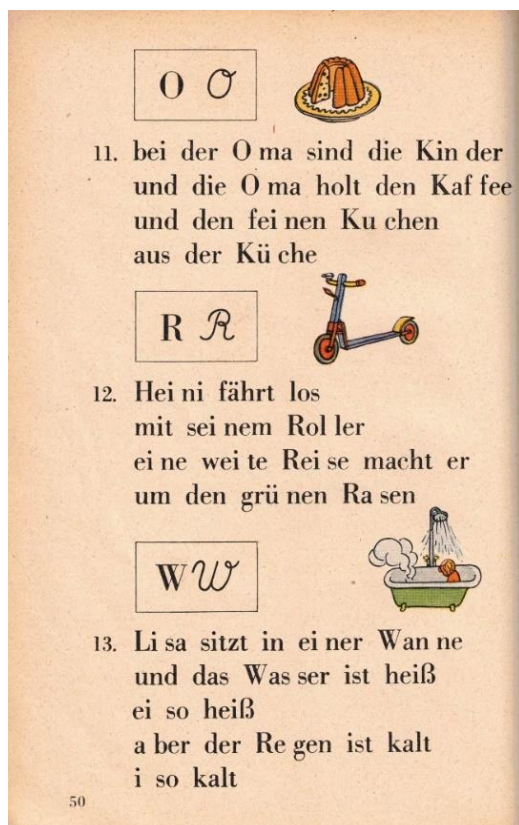 O O
11. bei der O ma sind die Kin der
und die O ma holt den Kaf fee
und den fei nen Ku chen
aus der Kü che
R R
12. Hei ni fährt los
mit sei nem Rol ler
ei ne wei te Rei se macht er
um den grü nen Ra sen
W W
13. Li sa sitzt in ei ner Wan ne
und das Was ser ist heiß
ei so heiß
a ber der Re gen ist kalt
i so kalt
50